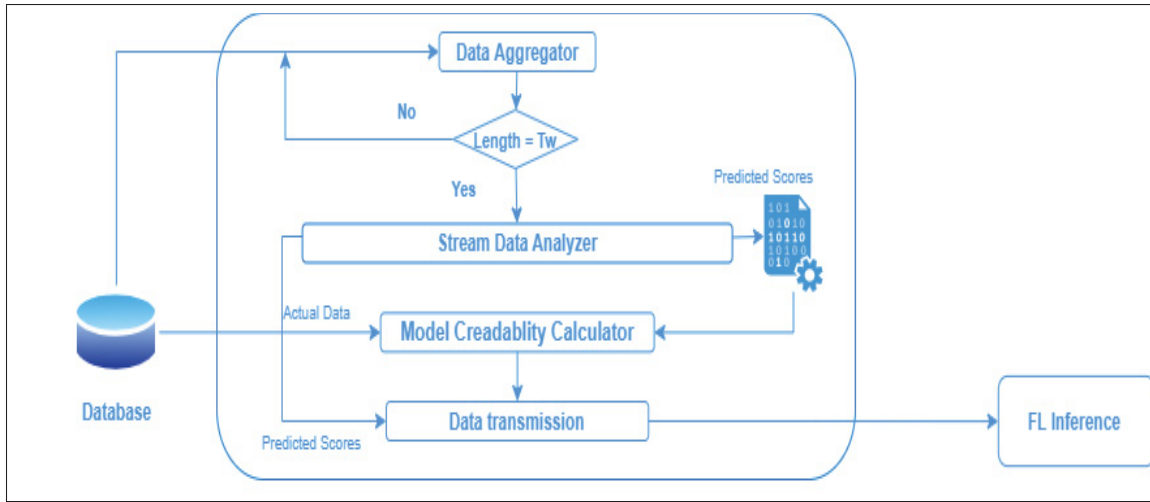 Data Aggregator
No
Length = Tw
Yes
Predicted Scores
101
01010
10110
10100
010
Stream Data Analyzer
Actual Data
Model Creadablity Calculator
Database
Data transmission
FL Inference
Predicted Scores